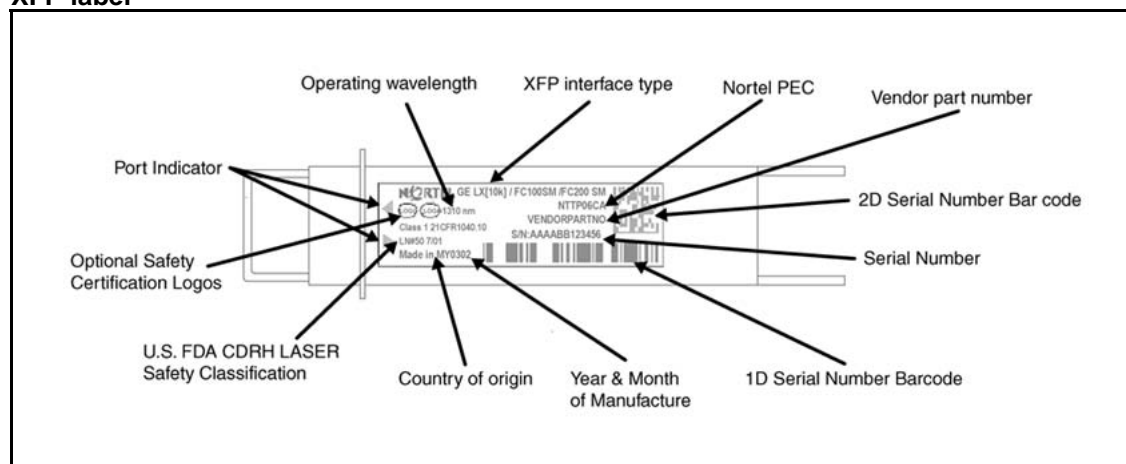 XFP label
Operating wavelength
XFP interface type
Nortel PEC
Vendor part number
Port Indicator
NORTEL GE LX[10k] / FC100SM /FC200 SM
NTTP06CA
LOGO LOGO 1310 nm
VENDORPARTNO
2D Serial Number Bar code
Class 1 21CFR1040.10
S/N:AAAABB123456
LN#50 7/01
Made in MY0302
Serial Number
Optional Safety
Certification Logos
U.S. FDA CDRH LASER
Safety Classification
Country of origin
Year & Month
of Manufacture
1D Serial Number Barcode